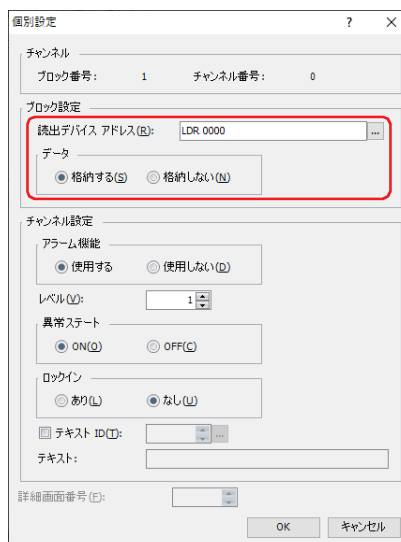 個別設定 ? ×
チャンネル
ブロック番号: 1 チャンネル番号: 0
ブロック設定
読出デバイス アドレス(R): LDR 0000 ...
データ
格納する(S) 格納しない(N)
チャンネル設定
アラーム機能
使用する 使用しない(D)
レベル(V): 1
異常ステート
ON(O) OFF(C)
ロックイン
あり(L) なし(U)
テキスト ID(T): ...
テキスト:
詳細画面番号(F):
OK キャンセル